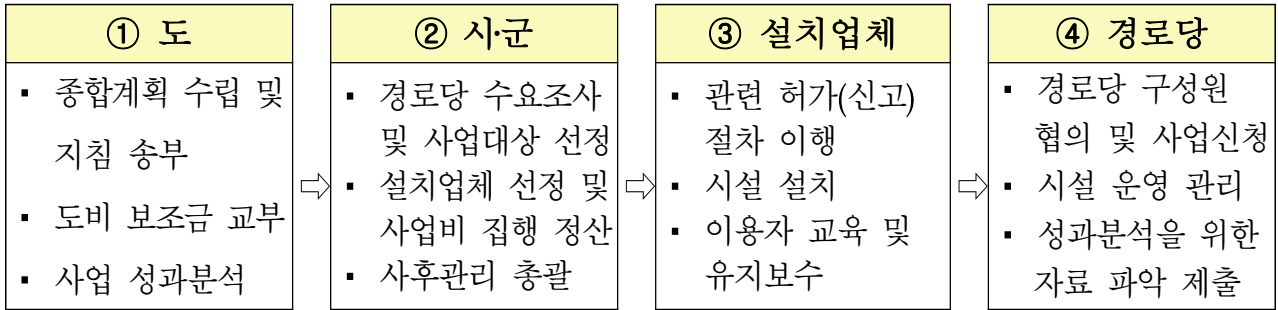 ① 도
▪ 종합계획 수립 및
지침 송부
▪ 도비 보조금 교부
▪ 사업 성과분석
⇨
② 시·군
▪ 경로당 수요조사
및 사업대상 선정
▪ 설치업체 선정 및
사업비 집행 정산
▪ 사후관리 총괄
⇨
③ 설치업체
▪ 관련 허가(신고)
절차 이행
▪ 시설 설치
▪ 이용자 교육 및
유지보수
⇨
④ 경로당
▪ 경로당 구성원
협의 및 사업신청
▪ 시설 운영 관리
▪ 성과분석을 위한
자료 파악 제출